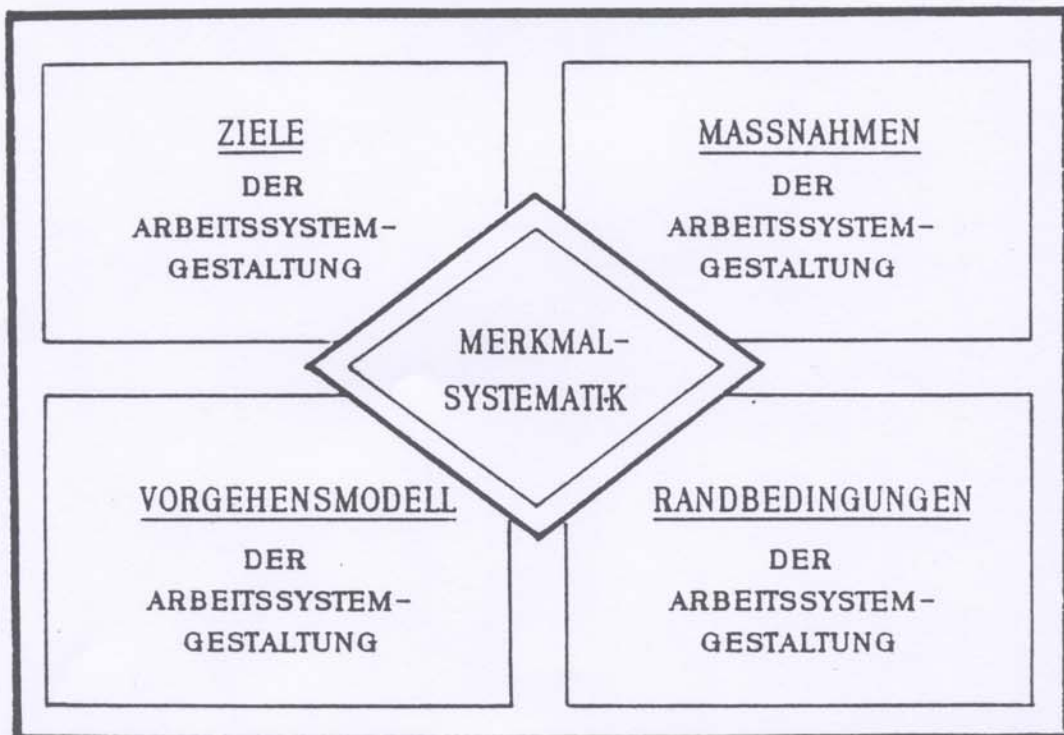 ZIELE
DER
ARBEITSSYSTEM-
GESTALTUNG
MASSNAHMEN
DER
ARBEITSSYSTEM-
GESTALTUNG
MERKMAL-
SYSTEMATIK
VORGEHENSMODELL
DER
ARBEITSSYSTEM-
GESTALTUNG
RANDBEDINGUNGEN
DER
ARBEITSSYSTEM-
GESTALTUNG